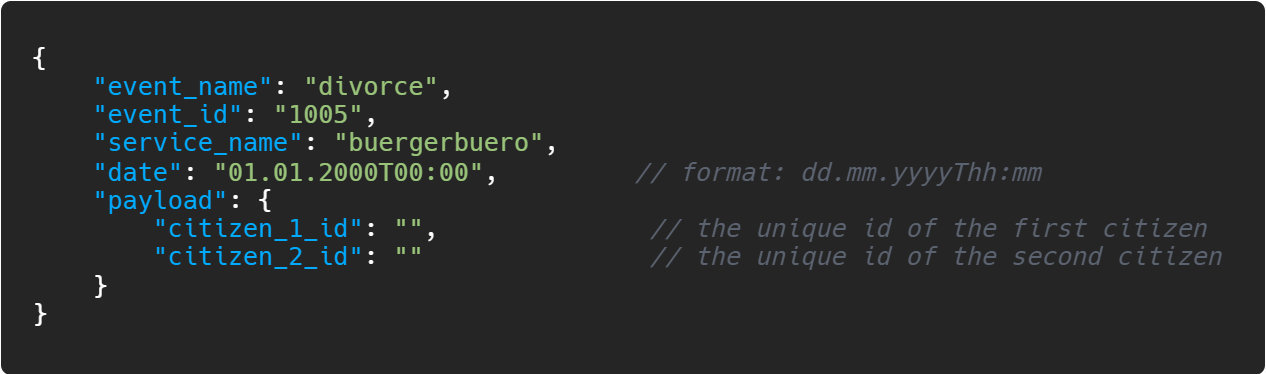 {
    "event_name": "divorce",
    "event_id": "1005",
    "service_name": "buergerbuero",
    "date": "01.01.2000T00:00",         // format: dd.mm.yyyyThh:mm
    "payload": {
        "citizen_1_id": "",              // the unique id of the first citizen
        "citizen_2_id": ""               // the unique id of the second citizen
    }
}